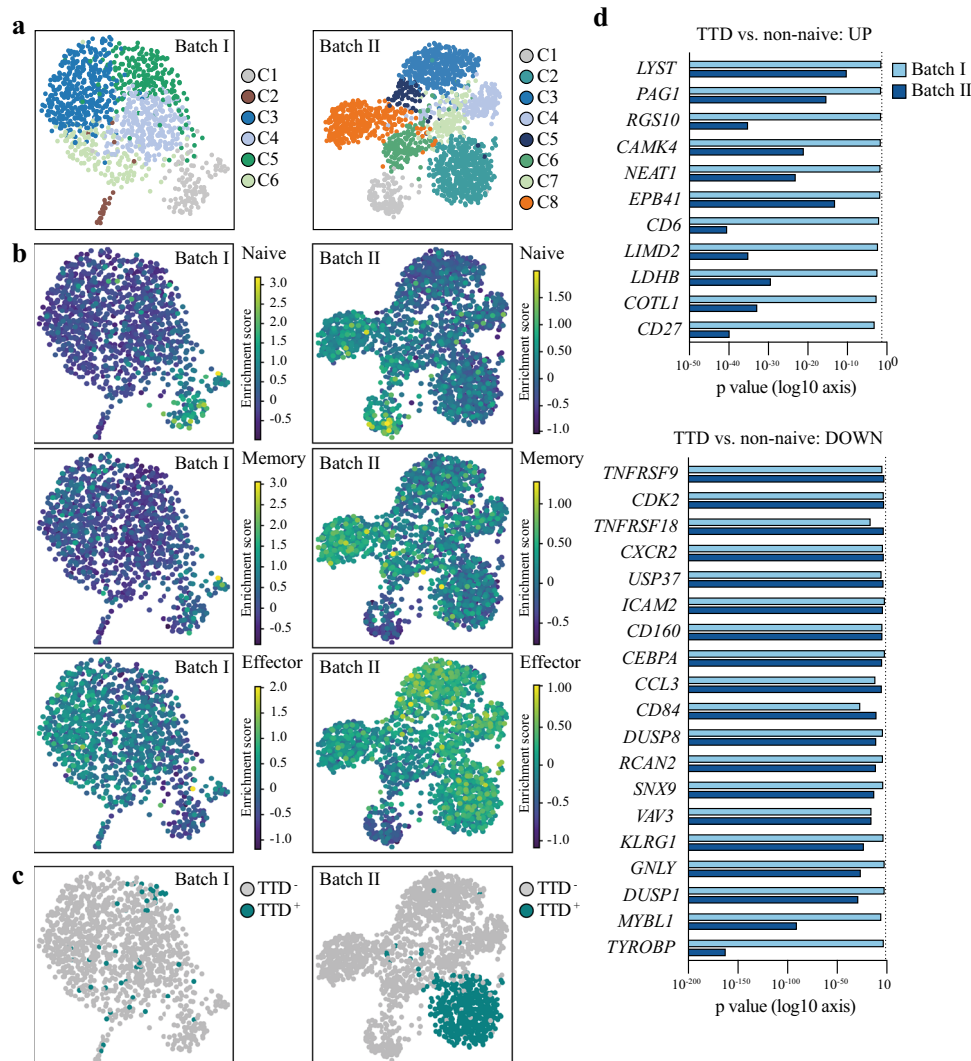 a
Batch I
C1
C2
C3
C4
C5
C6
Batch II
C1
C2
C3
C4
C5
C6
C7
C8
b
Batch I
Naive
Enrichment score
3.0
2.5
2.0
1.5
1.0
0.5
0
-0.5
Batch II
Naive
Enrichment score
1.50
1.00
0.50
0
-0.5
-1.0
Batch I
Memory
Enrichment score
3.0
2.5
2.0
1.5
1.0
0.5
0
-0.5
Batch II
Memory
Enrichment score
1.00
0.50
0
-0.5
Batch I
Effector
Enrichment score
2.0
1.5
1.0
0.5
0
-0.5
-1.0
Batch II
Effector
Enrichment score
1.00
0.50
0
-0.5
-1.0
c
Batch I
TTD-
TTD+
Batch II
TTD-
TTD+
d
TTD vs. non-naive: UP
Batch I
Batch II
LYST
PAG1
RGS10
CAMK4
NEAT1
EPB41
CD6
LIMD2
LDHB
COTL1
CD27
10-50 10-40 10-30 10-20 10-10 100
p value (log10 axis)
TTD vs. non-naive: DOWN
TNFRSF9
CDK2
TNFRSF18
CXCR2
USP37
ICAM2
CD160
CEBPA
CCL3
CD84
DUSP8
RCAN2
SNX9
VAV3
KLRG1
GNLY
DUSP1
MYBL1
TYROBP
10-200 10-150 10-100 10-50 10
p value (log10 axis)